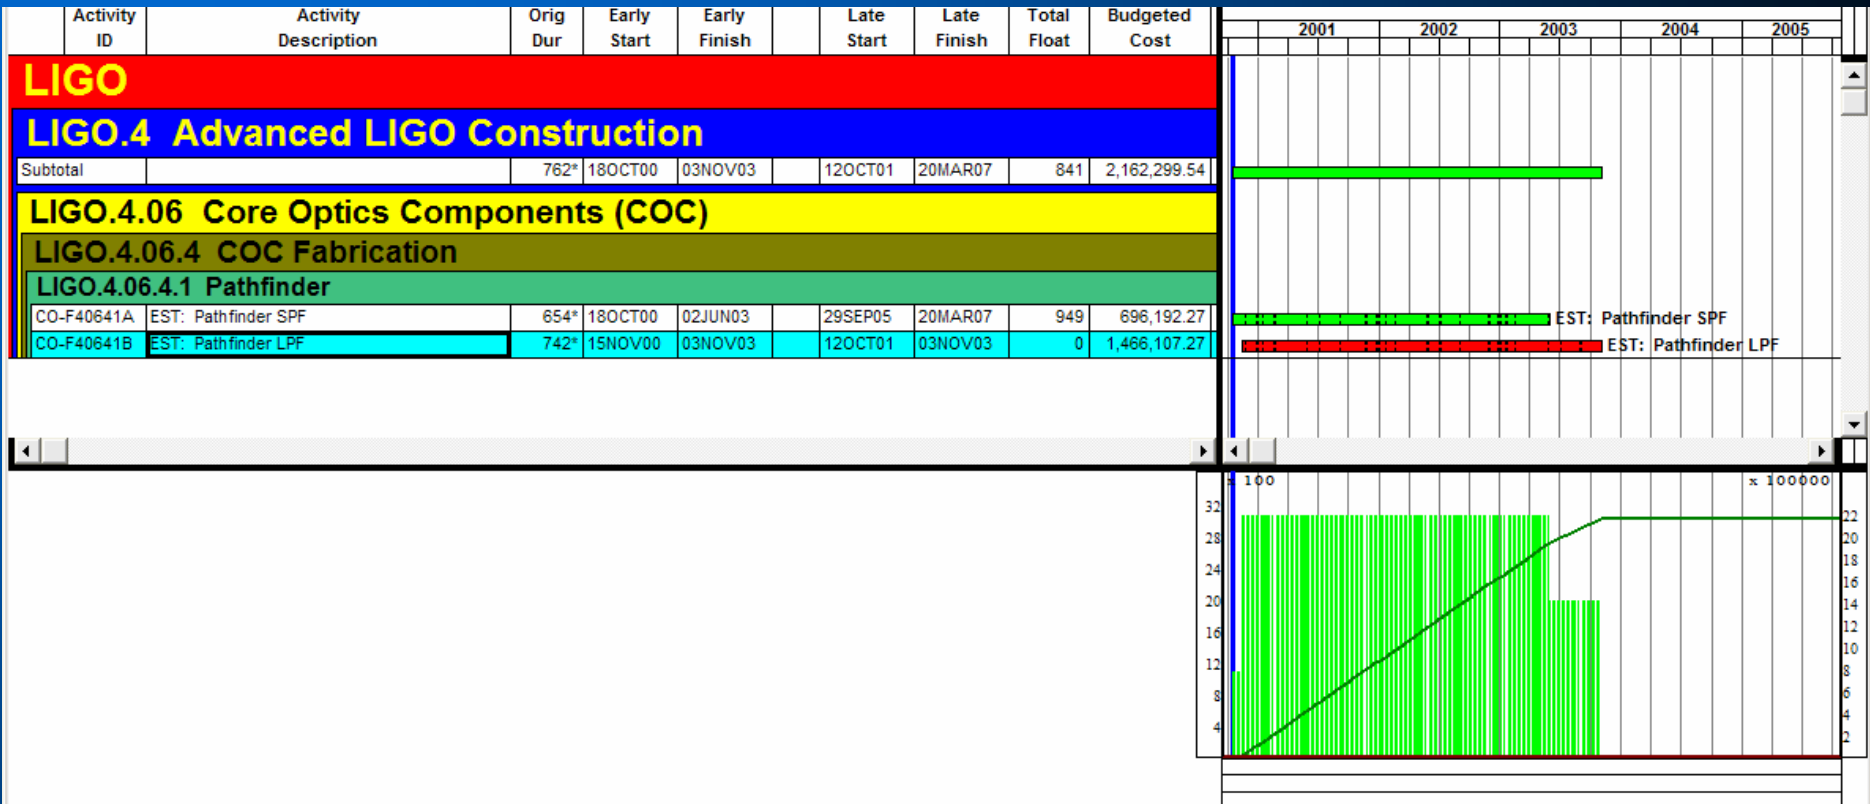 Activity ID Activity Description Orig Dur Early Start Early Finish Late Start Late Finish Total Float Budgeted Cost
2001 2002 2003 2004 2005
LIGO
LIGO.4 Advanced LIGO Construction
Subtotal 762* 18OCT00 03NOV03 12OCT01 20MAR07 841 2,162,299.54
LIGO.4.06 Core Optics Components (COC)
LIGO.4.06.4 COC Fabrication
LIGO.4.06.4.1 Pathfinder
CO-F40641A EST: Pathfinder SPF 654* 18OCT00 02JUN03 29SEP05 20MAR07 949 696,192.27 EST: Pathfinder SPF
CO-F40641B EST: Pathfinder LPF 742* 15NOV00 03NOV03 12OCT01 03NOV03 0 1,466,107.27 EST: Pathfinder LPF
x 100 x 100000
32
28
24
20
16
12
8
4
22
20
18
16
14
12
10
8
6
4
2